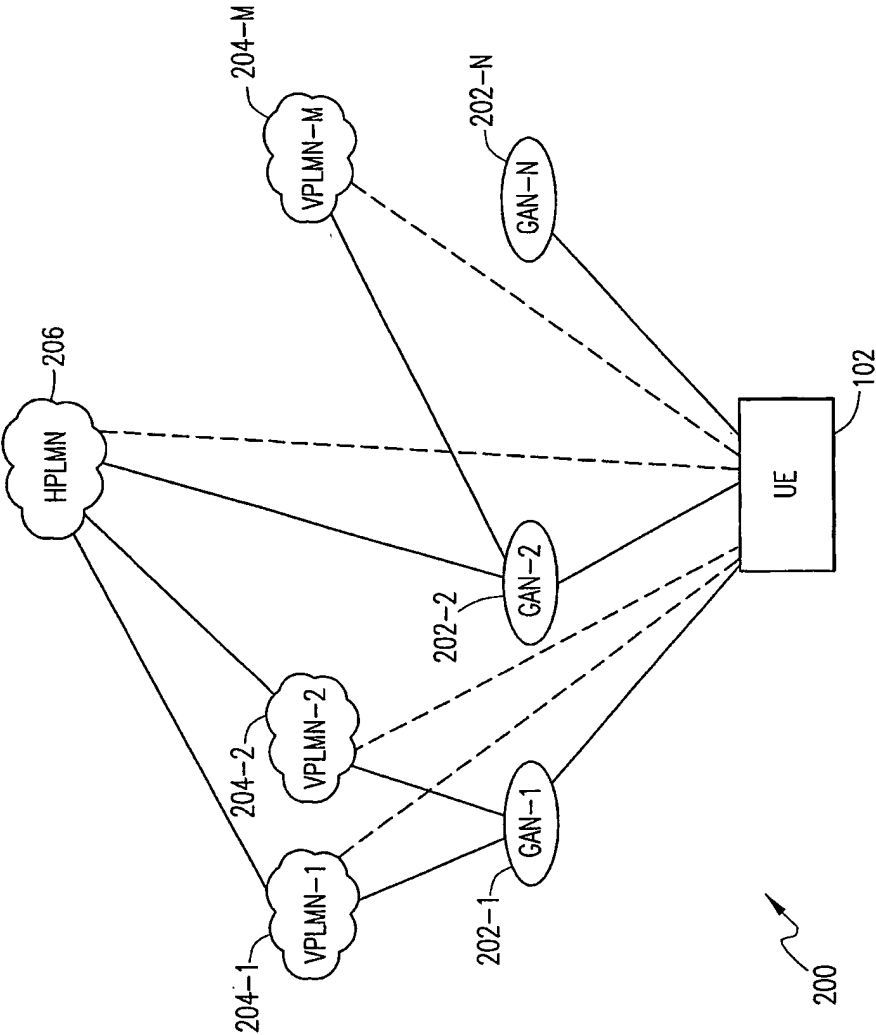 206
HPLMN
204-M
VPLMN-M
204-2
VPLMN-2
204-1
VPLMN-1
202-N
GAN-N
202-2
GAN-2
202-1
GAN-1
UE
102
200